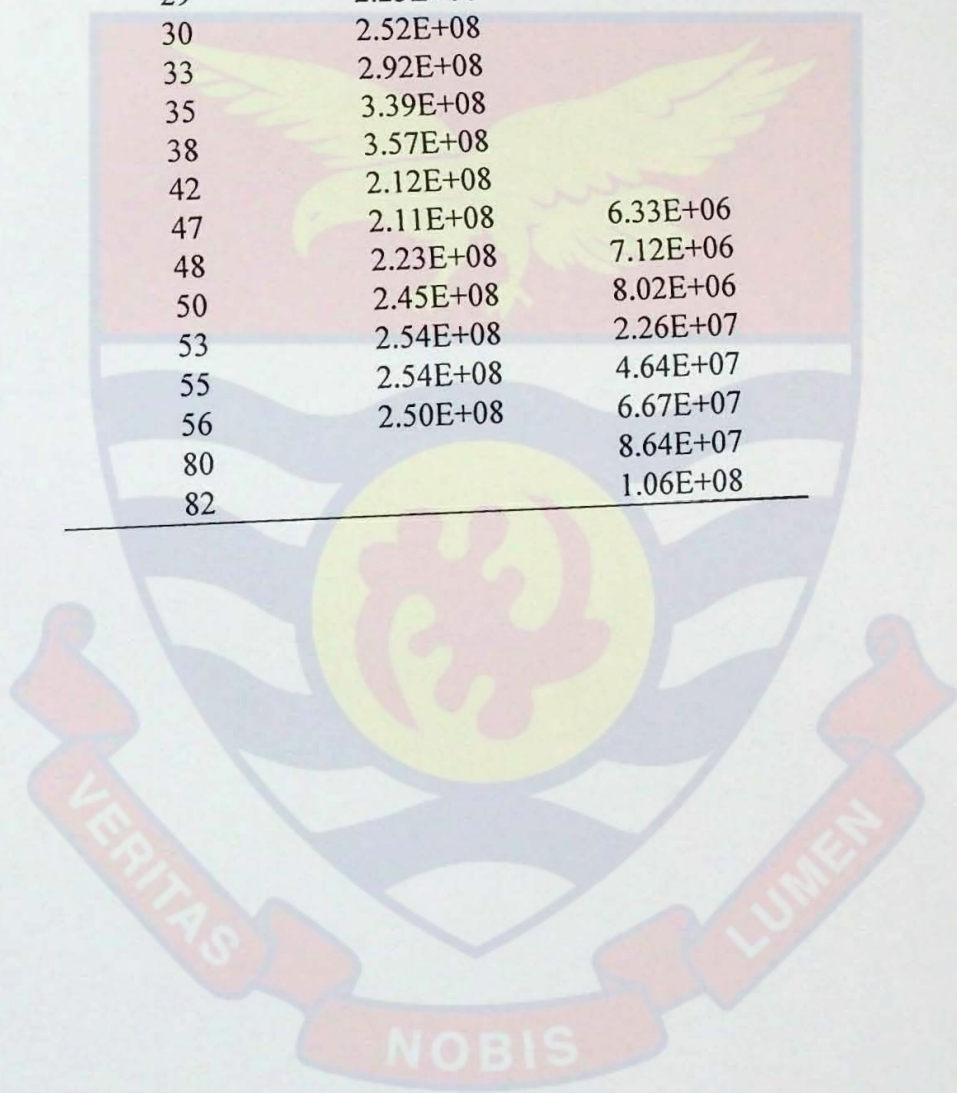 30 2.52E+08
33 2.92E+08
35 3.39E+08
38 3.57E+08
42 2.12E+08
47 2.11E+08 6.33E+06
48 2.23E+08 7.12E+06
50 2.45E+08 8.02E+06
53 2.54E+08 2.26E+07
55 2.54E+08 4.64E+07
56 2.50E+08 6.67E+07
80 8.64E+07
82 1.06E+08
VERITAS
NOBIS
LUMEN